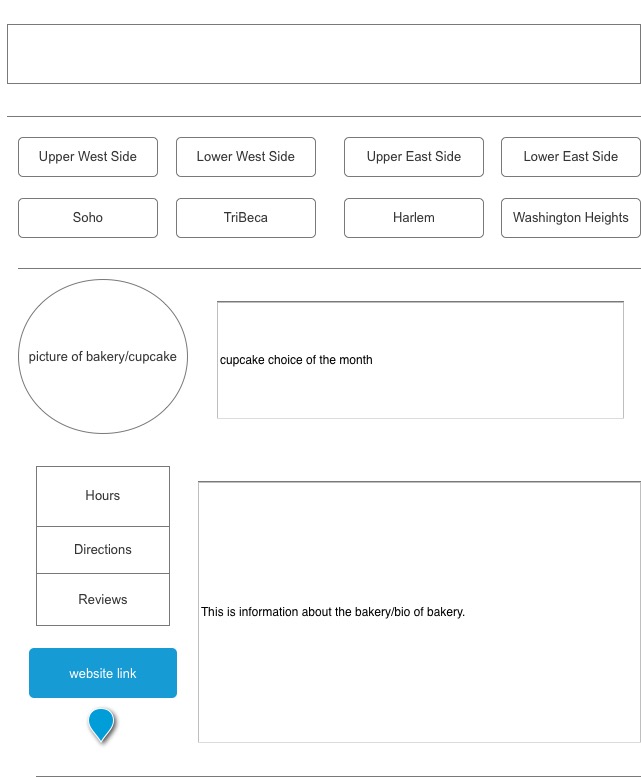 Upper West Side
Lower West Side
Upper East Side
Lower East Side
Soho
TriBeca
Harlem
Washington Heights
picture of bakery/cupcake
cupcake choice of the month
Hours
Directions
Reviews
This is information about the bakery/bio of bakery.
website link